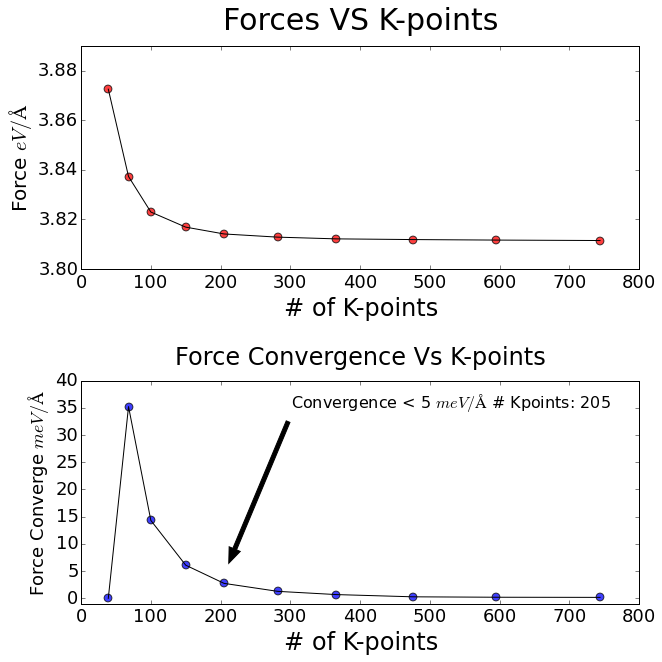 Forces VS K-points
Force eV/Å
3.88
3.86
3.84
3.82
3.80
0 100 200 300 400 500 600 700 800
# of K-points
Force Convergence Vs K-points
Force Converge meV/Å
40
35
30
25
20
15
10
5
0
Convergence < 5 meV/Å # Kpoints: 205
0 100 200 300 400 500 600 700 800
# of K-points